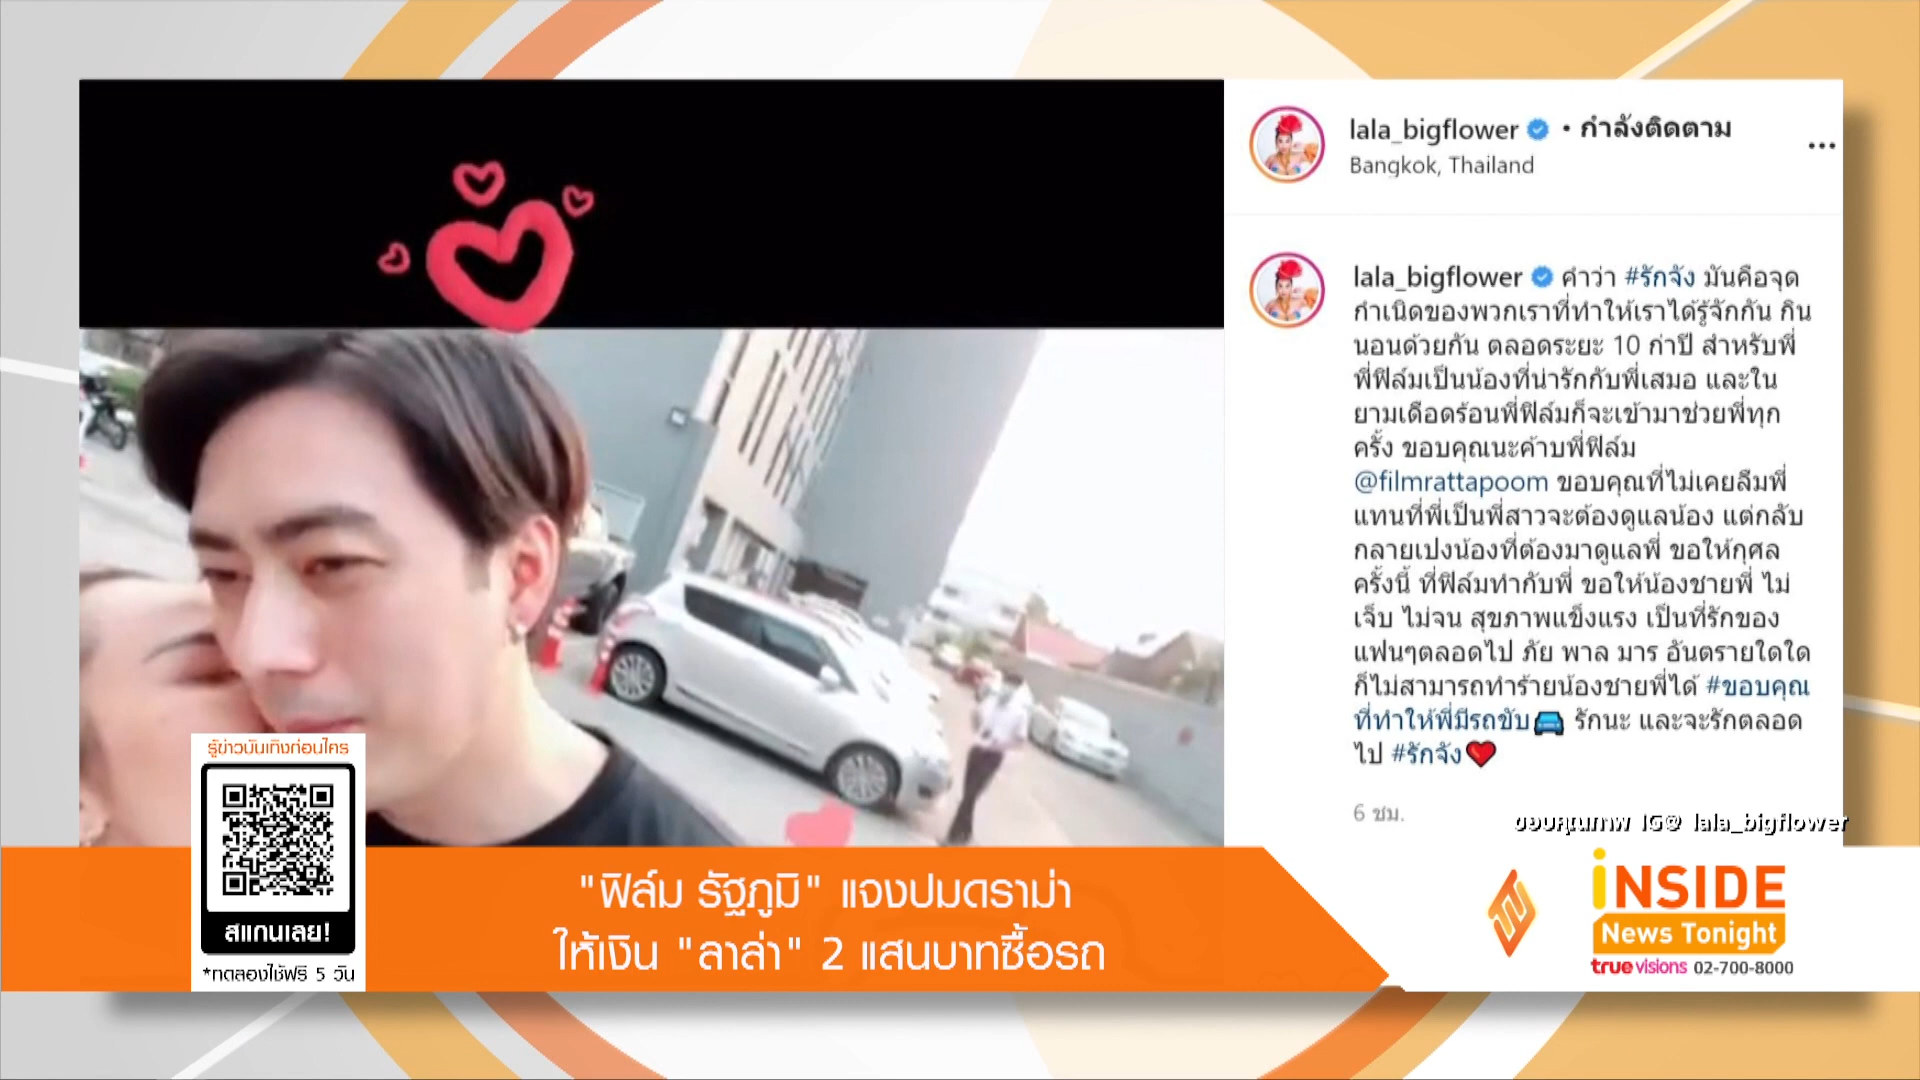 lala_bigflower • กำลังติดตาม
Bangkok, Thailand
lala_bigflower คำว่า #รักจัง มันคือจุด
กำเนิดของพวกเราที่ทำให้เราได้รู้จักกัน กิน
นอนด้วยกัน ตลอดระยะ 10 ก่าปี สำหรับพี่
พี่ฟิล์มเป็นน้องที่น่ารักกับพี่เสมอ และใน
ยามเดือดร้อนพี่ฟิล์มก็จะเข้ามาช่วยพี่ทุก
ครั้ง ขอบคุณนะค้าบพี่ฟิล์ม
@filmrattapoom ขอบคุณที่ไม่เคยลืมพี่
แทนที่พี่เป็นพี่สาวจะต้องดูแลน้อง แต่กลับ
กลายเปงน้องที่ต้องมาดูแลพี่ ขอให้กุศล
ครั้งนี้ ที่ฟิล์มทำกับพี่ ขอให้น้องชายพี่ ไม่
เจ็บ ไม่จน สุขภาพแข็งแรง เป็นที่รักของ
แฟนๆตลอดไป ภัย พาล มาร อันตรายใดใด
ก็ไม่สามารถทำร้ายน้องชายพี่ได้ #ขอบคุณ
ที่ทำให้พี่มีรถขับ🚘 รักนะ และจะรักตลอด
ไป #รักจัง❤️
6 ชม.
ขอบคุณภาพ IG@ lala_bigflower
รู้ข่าวบันเทิงก่อนใคร
สแกนเลย!
*ทดลองใช้ฟรี 5 วัน
"ฟิล์ม รัฐภูมิ" แจงปมดราม่า
ให้เงิน "ลาล่า" 2 แสนบาทซื้อรถ
iNSIDE
News Tonight
truevisions 02-700-8000